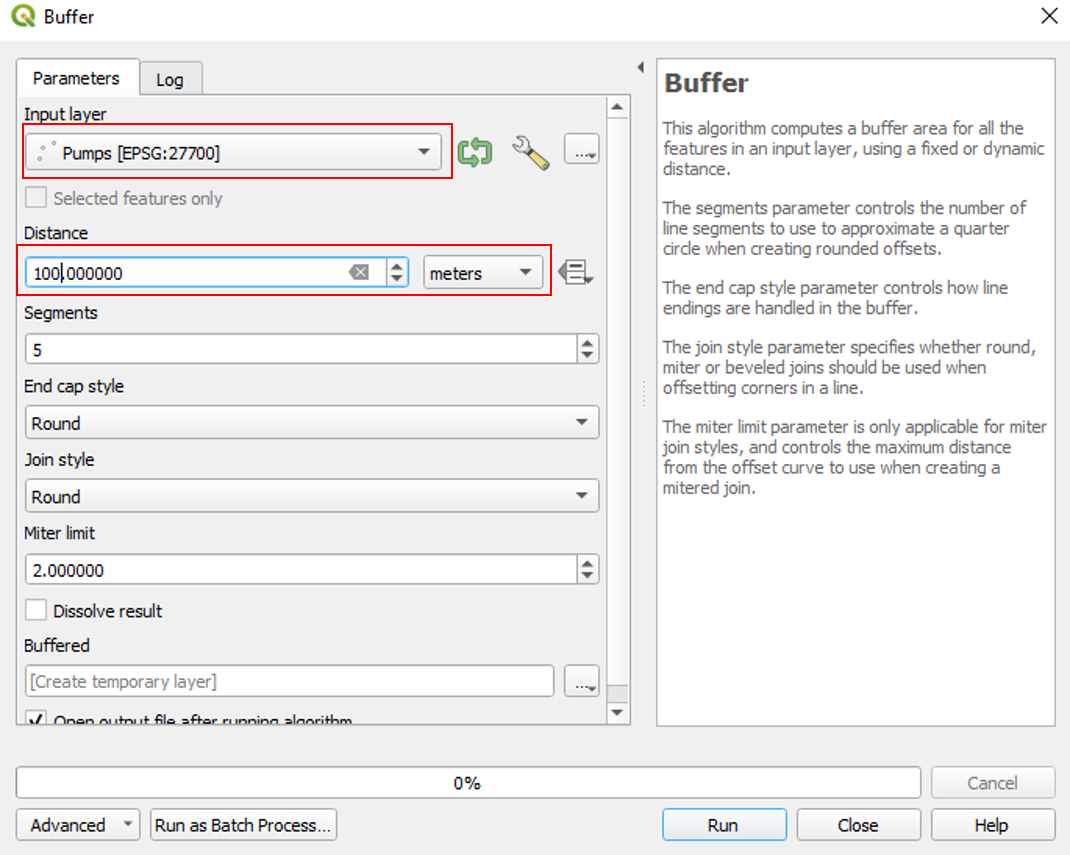 Buffer
Parameters
Log
Input layer
Pumps [EPSG:27700]
...
Selected features only
Distance
100.000000
meters
Segments
5
End cap style
Round
Join style
Round
Miter limit
2.000000
Dissolve result
Buffered
[Create temporary layer]
...
Open output file after running algorithm
Buffer
This algorithm computes a buffer area for all the
features in an input layer, using a fixed or dynamic
distance.
The segments parameter controls the number of
line segments to use to approximate a quarter
circle when creating rounded offsets.
The end cap style parameter controls how line
endings are handled in the buffer.
The join style parameter specifies whether round,
miter or beveled joins should be used when
offsetting corners in a line.
The miter limit parameter is only applicable for miter
join styles, and controls the maximum distance
from the offset curve to use when creating a
mitered join.
0%
Cancel
Advanced
Run as Batch Process...
Run
Close
Help